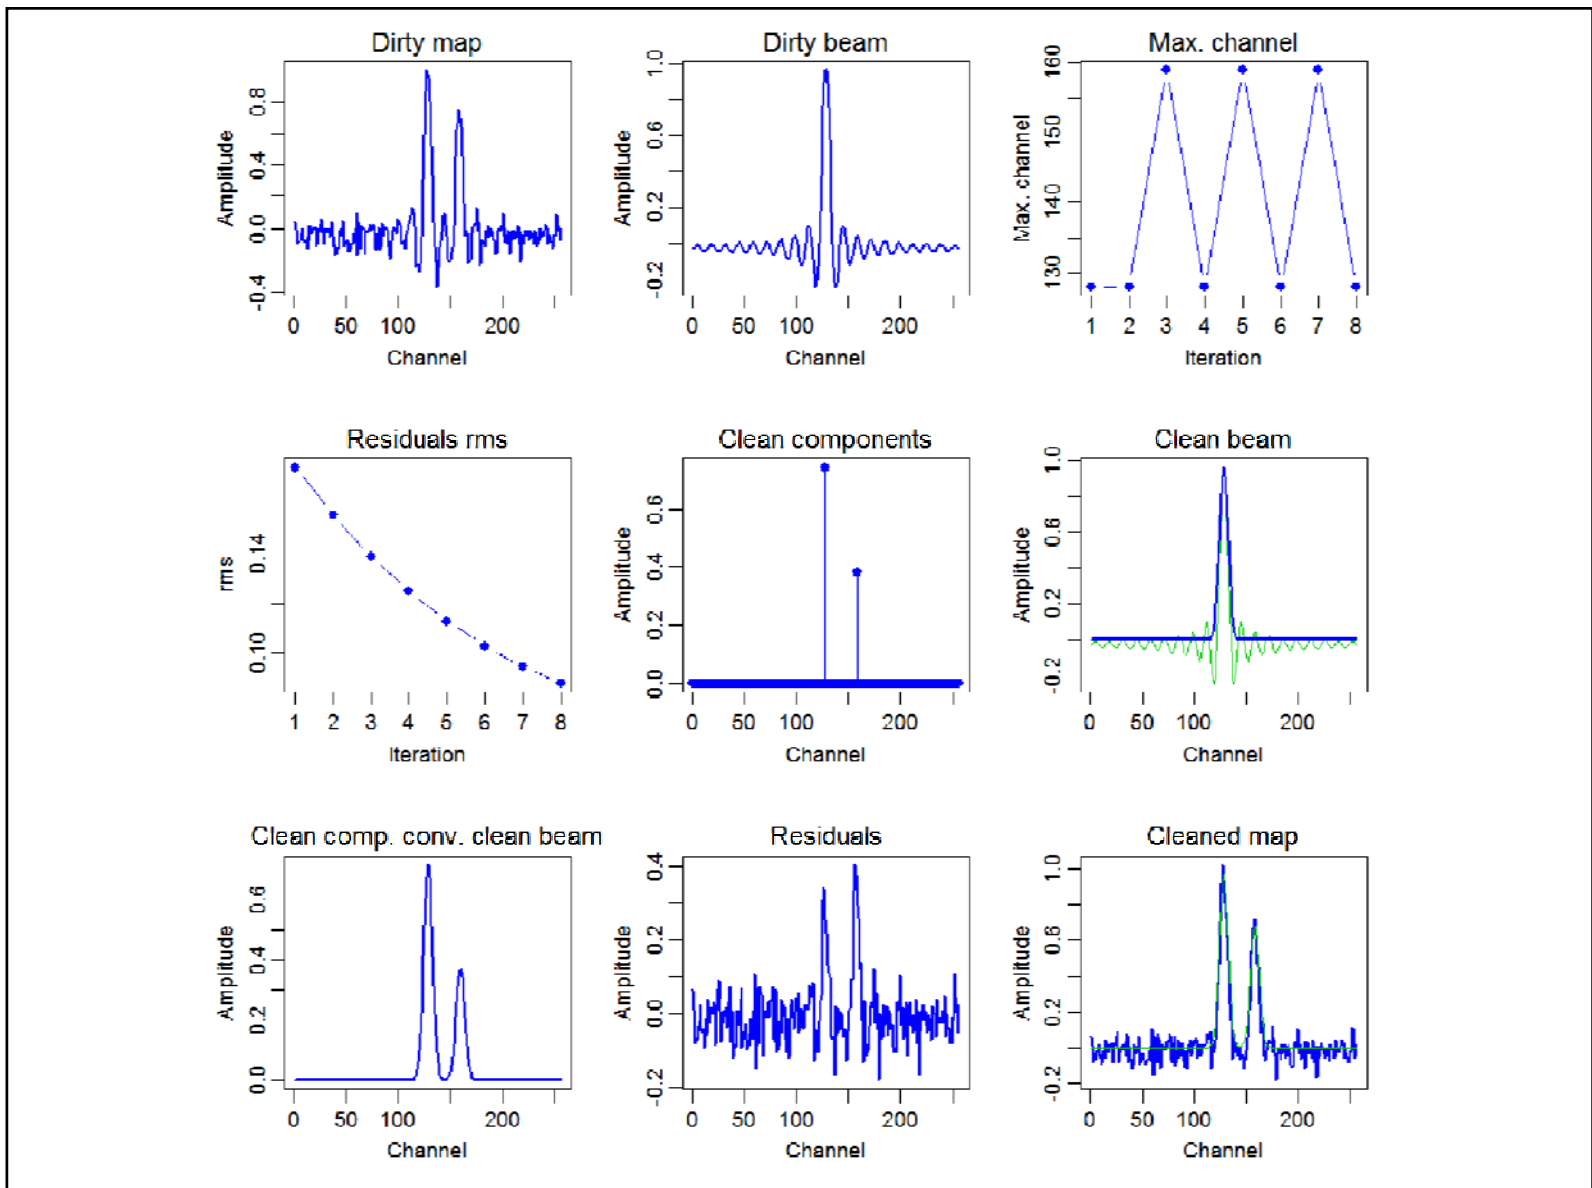 Dirty map
Amplitude
-0.4 0.0 0.4 0.8
0 50 100 200
Channel
Dirty beam
Amplitude
-0.2 0.2 0.6 1.0
0 50 100 200
Channel
Max. channel
Max. channel
130 140 150 160
1 2 3 4 5 6 7 8
Iteration
Residuals rms
rms
0.10 0.14
1 2 3 4 5 6 7 8
Iteration
Clean components
Amplitude
0.0 0.2 0.4 0.6
0 50 100 200
Channel
Clean beam
Amplitude
-0.2 0.2 0.6 1.0
0 50 100 200
Channel
Clean comp. conv. clean beam
Amplitude
0.0 0.2 0.4 0.6
0 50 100 200
Channel
Residuals
Amplitude
-0.2 0.0 0.2 0.4
0 50 100 200
Channel
Cleaned map
Amplitude
-0.2 0.2 0.6 1.0
0 50 100 200
Channel